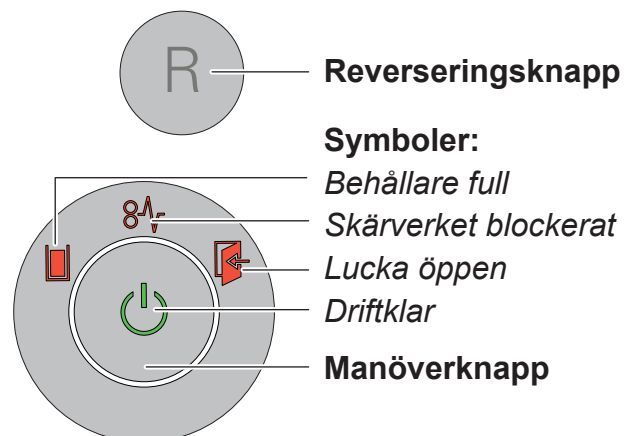 R
Reverseringsknapp
Symboler:
Behållare full
Skärverket blockerat
Lucka öppen
Driftklar
Manöverknapp